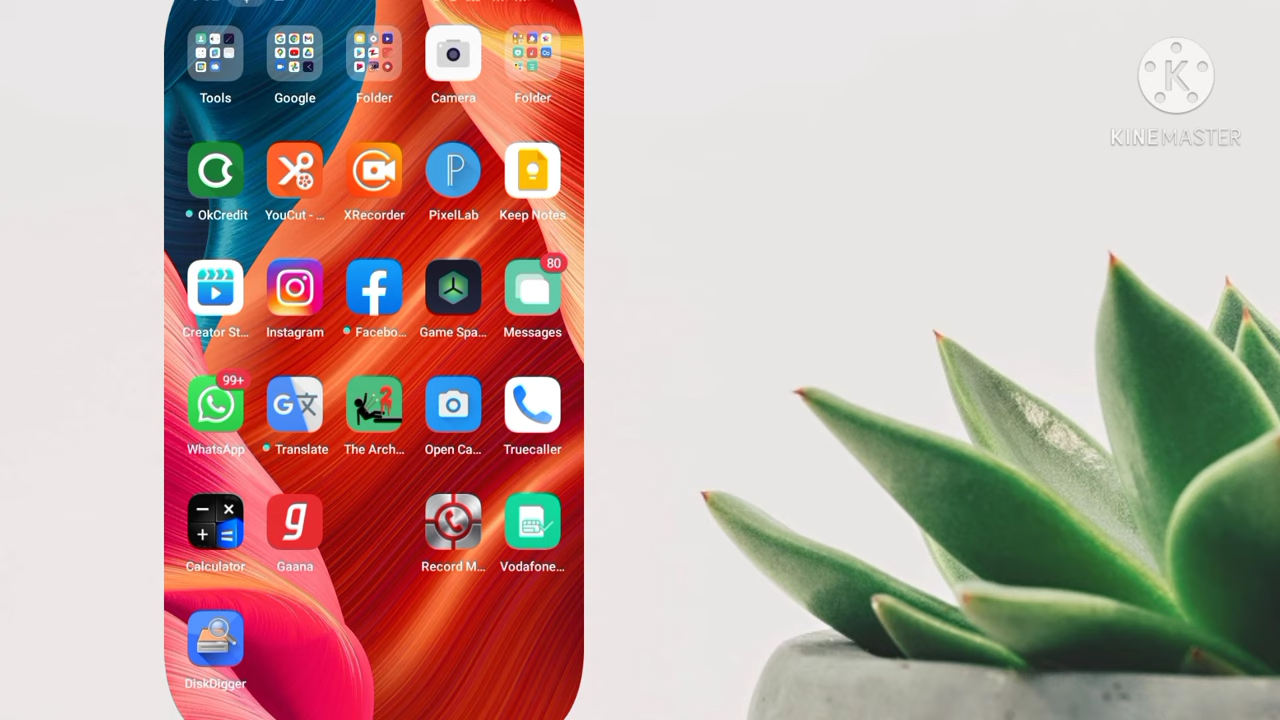 Tools Google Folder Camera Folder
OkCredit YouCut - ... XRecorder PixelLab Keep Notes
80
Creator St... Instagram Facebo... Game Spa... Messages
99+
WhatsApp Translate The Arch... Open Ca... Truecaller
Calculator Gaana Record M... Vodafone...
DiskDigger
K
KINEMASTER